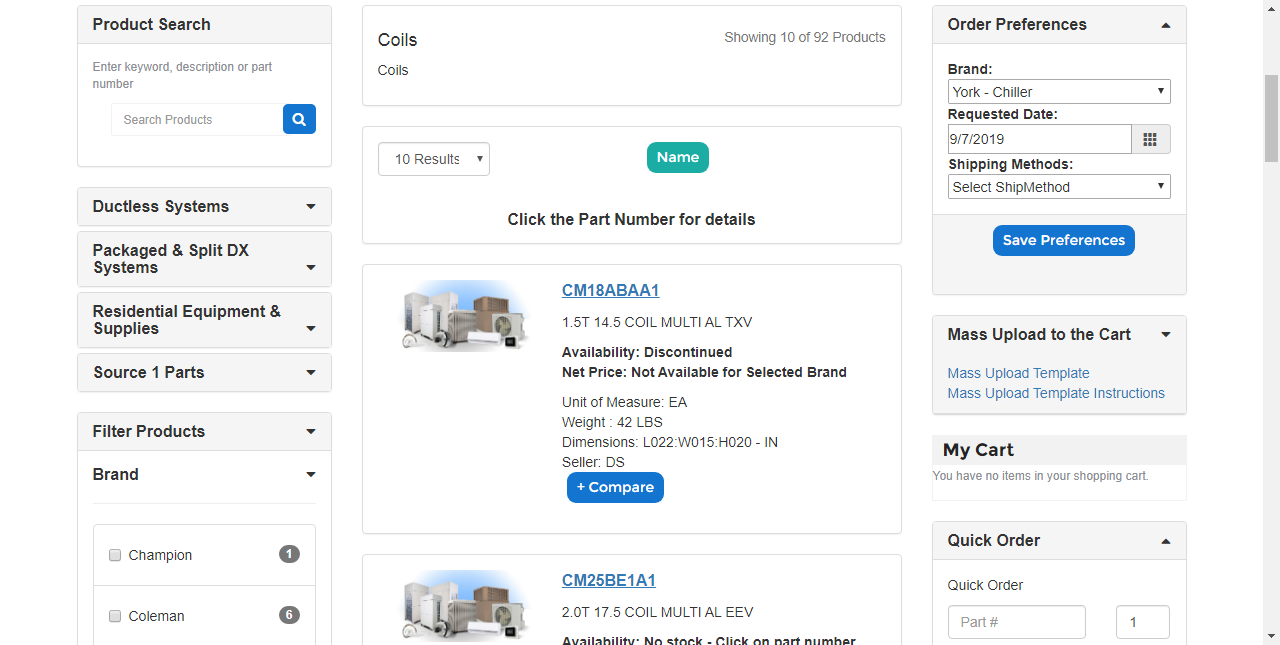 Product Search
Enter keyword, description or part
number
Search Products
Ductless Systems
Packaged & Split DX
Systems
Residential Equipment &
Supplies
Source 1 Parts
Filter Products
Brand
Champion 1
Coleman 6
Coils
Showing 10 of 92 Products
Coils
10 Results
Name
Click the Part Number for details
CM18ABAA1
1.5T 14.5 COIL MULTI AL TXV
Availability: Discontinued
Net Price: Not Available for Selected Brand
Unit of Measure: EA
Weight : 42 LBS
Dimensions: L022:W015:H020 - IN
Seller: DS
+ Compare
CM25BE1A1
2.0T 17.5 COIL MULTI AL EEV
Availability: No stock - Click on part number
Order Preferences
Brand:
York - Chiller
Requested Date:
9/7/2019
Shipping Methods:
Select ShipMethod
Save Preferences
Mass Upload to the Cart
Mass Upload Template
Mass Upload Template Instructions
My Cart
You have no items in your shopping cart.
Quick Order
Quick Order
Part # 1